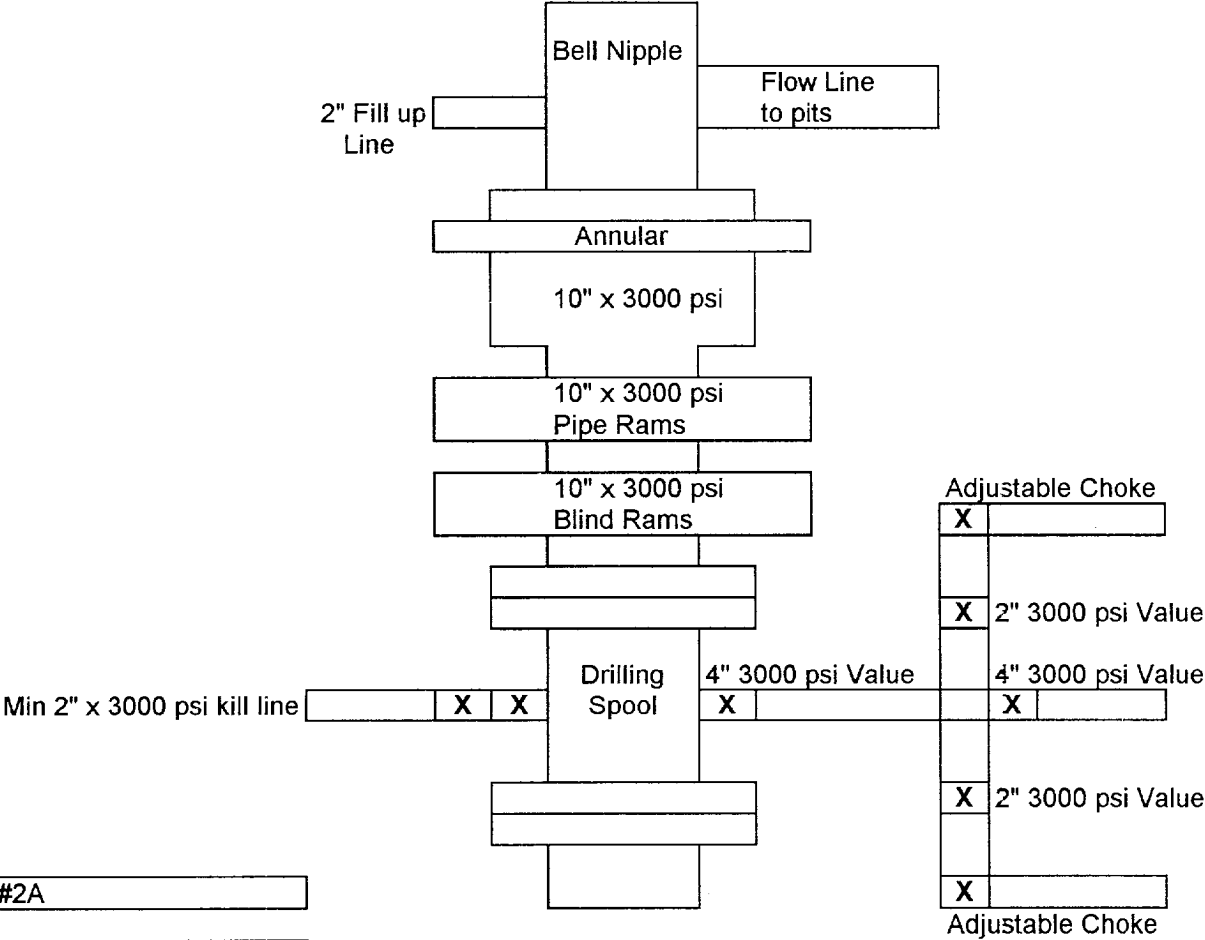 Bell Nipple
Flow Line
to pits
2" Fill up
Line
Annular
10" x 3000 psi
10" x 3000 psi
Pipe Rams
10" x 3000 psi
Blind Rams
Adjustable Choke
X
X 2" 3000 psi Value
Drilling
Spool
4" 3000 psi Value
4" 3000 psi Value
Min 2" x 3000 psi kill line
X X
X
X
X 2" 3000 psi Value
#2A
X
Adjustable Choke